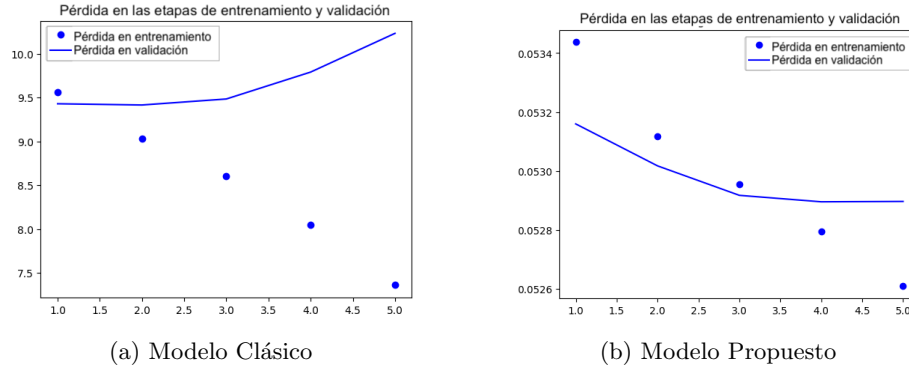 Pérdida en las etapas de entrenamiento y validación
Pérdida en entrenamiento
Pérdida en validación
10.0
9.5
9.0
8.5
8.0
7.5
1.0 1.5 2.0 2.5 3.0 3.5 4.0 4.5 5.0
(a) Modelo Clásico
Pérdida en las etapas de entrenamiento y validación
Pérdida en entrenamiento
Pérdida en validación
0.0534
0.0532
0.0530
0.0528
0.0526
1.0 1.5 2.0 2.5 3.0 3.5 4.0 4.5 5.0
(b) Modelo Propuesto